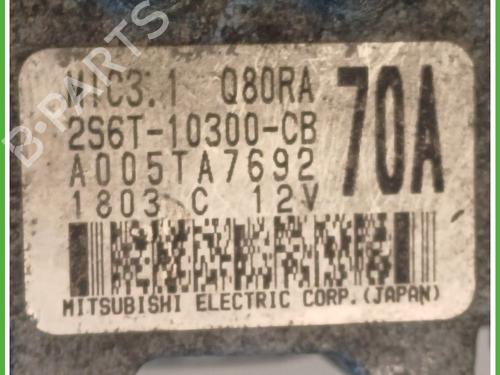 B-PARTS
MIC3.1 Q80RA 70A
2S6T-10300-CB
A005TA7692
1803 C 12V
MITSUBISHI ELECTRIC CORP.(JAPAN)